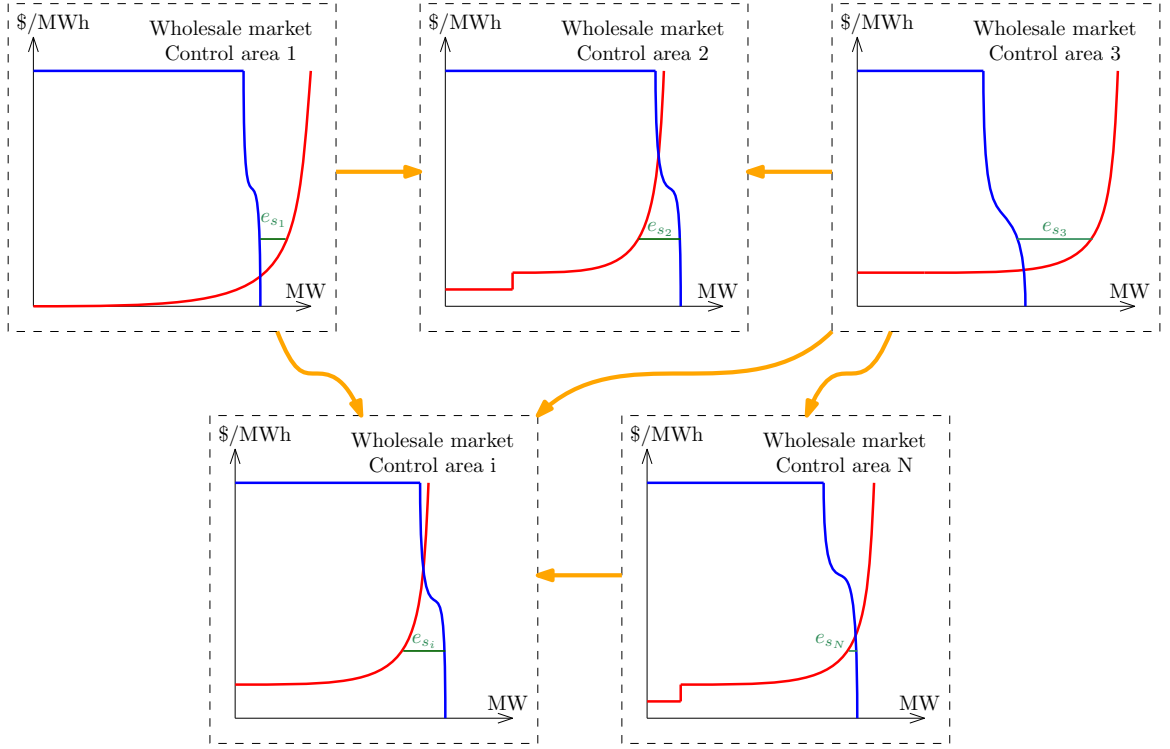 $/MWh
Wholesale market
Control area 1
e_{s_1}
MW
$/MWh
Wholesale market
Control area 2
e_{s_2}
MW
$/MWh
Wholesale market
Control area 3
e_{s_3}
MW
$/MWh
Wholesale market
Control area i
e_{s_i}
MW
$/MWh
Wholesale market
Control area N
e_{s_N}
MW